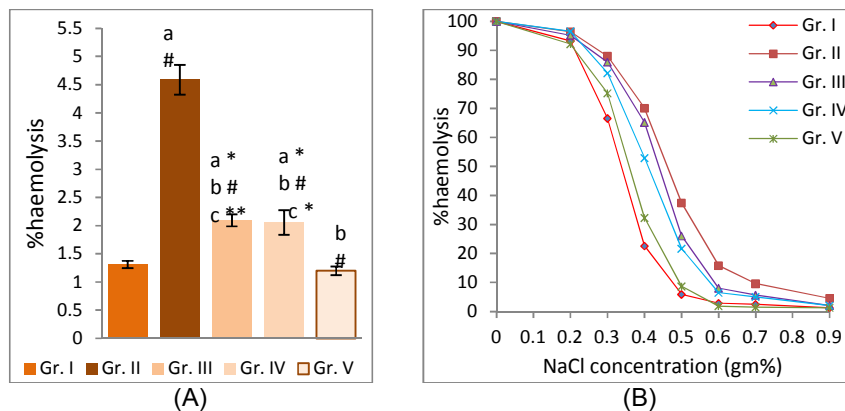 %haemolysis
5.5
5
4.5
4
3.5
3
2.5
2
1.5
1
0.5
0
a
#
a *
b #
c **
a *
b #
c *
b
#
Gr. I Gr. II Gr. III Gr. IV Gr. V
(A)
%haemolysis
100
90
80
70
60
50
40
30
20
10
0
Gr. I
Gr. II
Gr. III
Gr. IV
Gr. V
0 0.1 0.2 0.3 0.4 0.5 0.6 0.7 0.8 0.9
NaCl concentration (gm%)
(B)